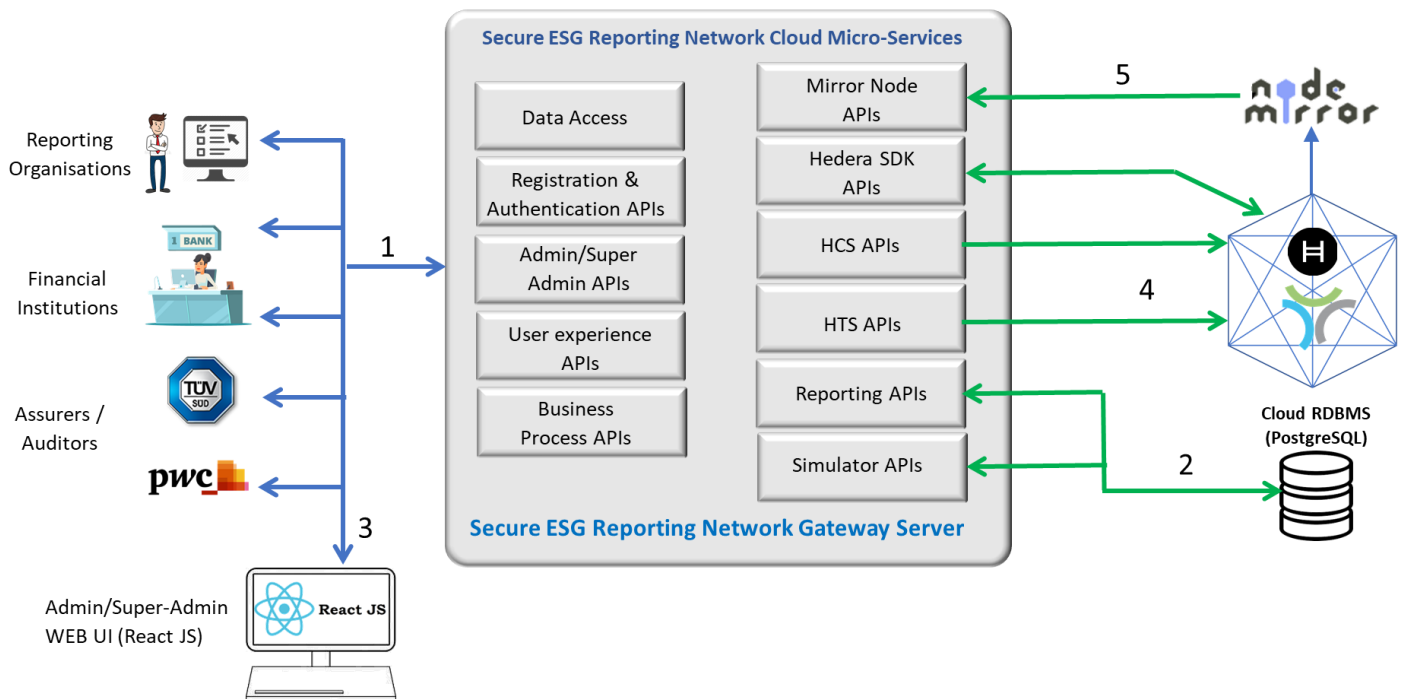 Secure ESG Reporting Network Cloud Micro-Services
Reporting
Organisations
1 BANK
Financial
Institutions
TÜV
SÜD
Assurers /
Auditors
pwc
1
3
Admin/Super-Admin
WEB UI (React JS)
React JS
Data Access
Registration &
Authentication APIs
Admin/Super
Admin APIs
User experience
APIs
Business
Process APIs
Mirror Node
APIs
Hedera SDK
APIs
HCS APIs
HTS APIs
Reporting APIs
Simulator APIs
Secure ESG Reporting Network Gateway Server
5
node
mirror
H
4
Cloud RDBMS
(PostgreSQL)
2